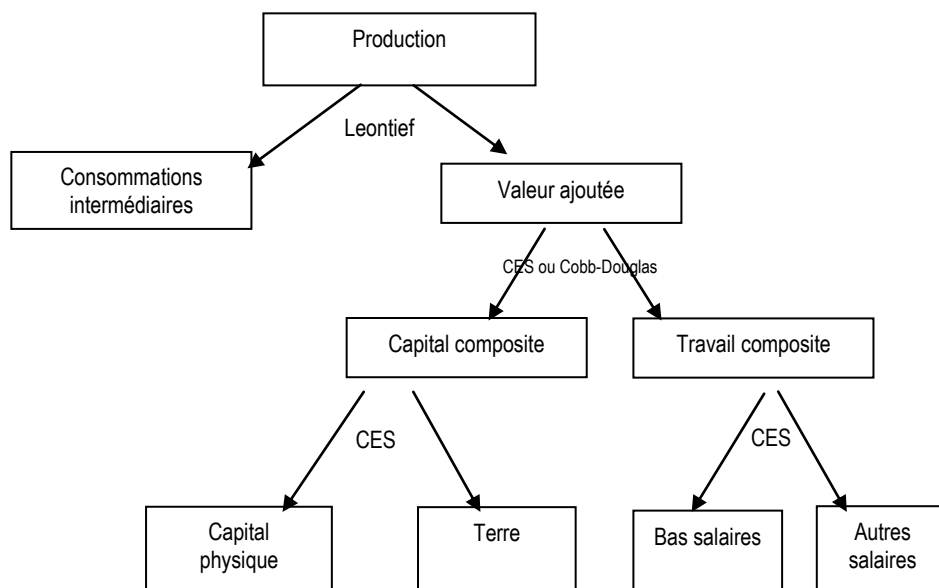 Production
Leontief
Consommations
intermédiaires
Valeur ajoutée
CES ou Cobb-Douglas
Capital composite
Travail composite
CES
CES
Capital
physique
Terre
Bas salaires
Autres
salaires